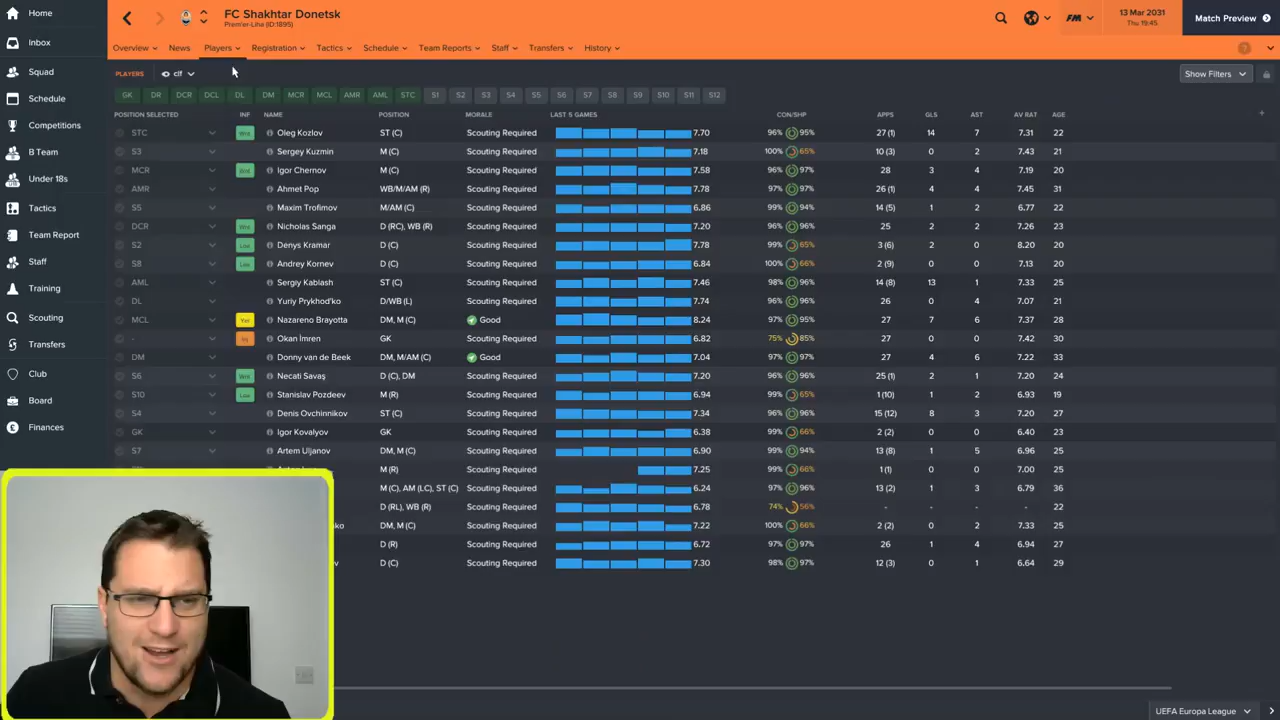 Home
Inbox
Squad
Schedule
Competitions
B Team
Under 18s
Tactics
Team Report
Staff
Training
Scouting
Transfers
Club
Board
Finances
FC Shakhtar Donetsk
Premier-Liha (ID:1895)
FM
13 Mar 2031
Thu 19:45
Match Preview
Overview News Players Registration Tactics Schedule Team Reports Staff Transfers History
PLAYERS clf Show Filters
GK DR DCR DCL DL DM MCR MCL AMR AML STC S1 S2 S3 S4 S5 S6 S7 S8 S9 S10 S11 S12
POSITION SELECTED INF NAME POSITION MORALE LAST 5 GAMES CON/SHP APPS GLS AST AV RAT AGE
STC Wnt Oleg Kozlov ST (C) Scouting Required 7.70 96% 95% 27 (1) 14 7 7.31 22
S3 Sergey Kuzmin M (C) Scouting Required 7.18 100% 65% 10 (3) 0 2 7.43 21
MCR Wnt Igor Chernov M (C) Scouting Required 7.58 96% 97% 28 3 4 7.19 20
AMR Ahmet Pop WB/M/AM (R) Scouting Required 7.78 97% 97% 26 (1) 4 4 7.45 31
S5 Maxim Trofimov M/AM (C) Scouting Required 6.86 99% 94% 14 (5) 1 2 6.77 22
DCR Wnt Nicholas Sanga D (RC), WB (R) Scouting Required 7.20 96% 96% 25 2 2 7.26 23
S2 Denys Kramar D (C) Scouting Required 7.78 99% 65% 3 (6) 2 0 8.20 20
S8 Andrey Kornev D (C) Scouting Required 6.84 100% 66% 2 (9) 0 0 7.13 20
AML Sergiy Kabiash ST (C) Scouting Required 7.46 98% 96% 14 (8) 13 1 7.33 25
DL Yuriy Prykhod'ko D/WB (L) Scouting Required 7.74 96% 96% 26 0 4 7.07 21
MCL Yel Nazareno Brayotta DM, M (C) Good 8.24 97% 95% 27 7 6 7.37 28
- Inj Okan İmren GK Scouting Required 6.82 75% 85% 27 0 0 7.42 30
DM Donny van de Beek DM, M/AM (C) Good 7.04 97% 97% 27 4 6 7.22 33
S6 Wnt Necati Savaş D (C), DM Scouting Required 7.20 96% 96% 25 (1) 2 1 7.20 24
S10 Stanislav Pozdeev M (R) Scouting Required 6.94 99% 65% 1 (10) 1 2 6.93 19
S4 Denis Ovchinnikov ST (C) Scouting Required 7.34 96% 96% 15 (12) 8 3 7.20 27
GK Igor Kovalyov GK Scouting Required 6.38 99% 66% 2 (2) 0 0 6.40 23
S7 Artem Uljanov DM, M (C) Scouting Required 6.90 99% 94% 13 (8) 1 5 6.96 25
M (R) Scouting Required 7.25 99% 66% 1 (1) 0 0 7.00 25
M (C), AM (LC), ST (C) Scouting Required 6.24 97% 96% 13 (2) 1 3 6.79 36
D (RL), WB (R) Scouting Required 6.78 74% 56% - - - - 22
ko DM, M (C) Scouting Required 7.22 100% 66% 2 (2) 0 2 7.33 25
D (R) Scouting Required 6.72 97% 97% 26 1 4 6.94 27
v D (C) Scouting Required 7.30 98% 97% 12 (3) 0 1 6.64 29
UEFA Europa League